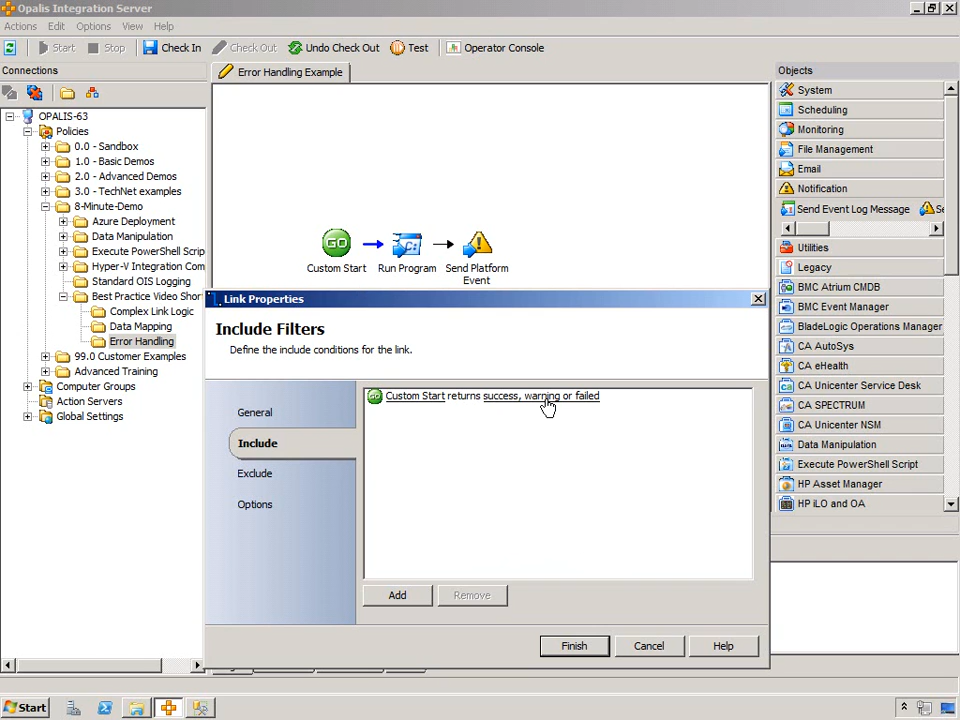 Opalis Integration Server
Actions Edit Options View Help
Start Stop Check In Check Out Undo Check Out Test Operator Console
Connections
OPALIS-63
Policies
0.0 - Sandbox
1.0 - Basic Demos
2.0 - Advanced Demos
3.0 - TechNet examples
8-Minute-Demo
Azure Deployment
Data Manipulation
Execute PowerShell Scrip
Hyper-V Integration Com
Standard OIS Logging
Best Practice Video Shor
Complex Link Logic
Data Mapping
Error Handling
99.0 Customer Examples
Advanced Training
Computer Groups
Action Servers
Global Settings
Error Handling Example
GO
Custom Start
Run Program
Send Platform
Event
Link Properties
Include Filters
Define the include conditions for the link.
General
Include
Exclude
Options
Custom Start returns success, warning or failed
Add Remove
Finish Cancel Help
Objects
System
Scheduling
Monitoring
File Management
Email
Notification
Send Event Log Message Se
Utilities
Legacy
BMC Atrium CMDB
BMC Event Manager
BladeLogic Operations Manager
CA AutoSys
CA eHealth
CA Unicenter Service Desk
CA SPECTRUM
CA Unicenter NSM
Data Manipulation
Execute PowerShell Script
HP Asset Manager
HP iLO and OA
Start